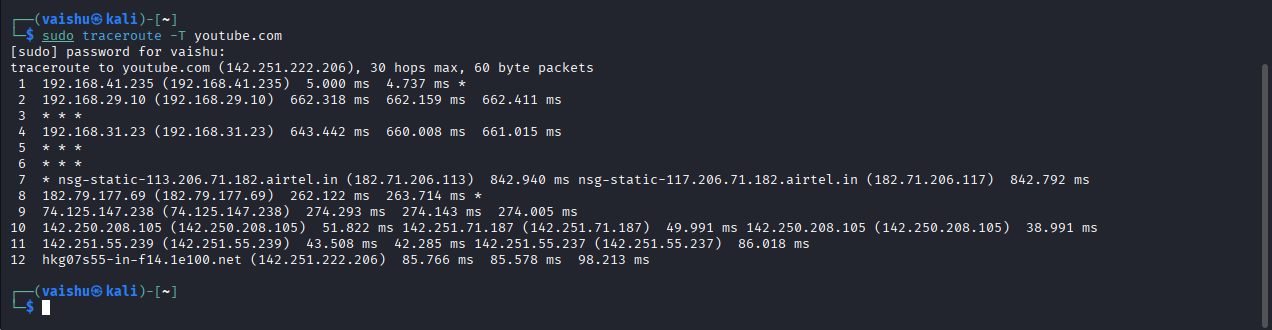 ┌──(vaishu㉿kali)-[~]
└─$ sudo traceroute -T youtube.com
[sudo] password for vaishu:
traceroute to youtube.com (142.251.222.206), 30 hops max, 60 byte packets
 1  192.168.41.235 (192.168.41.235)  5.000 ms  4.737 ms *
 2  192.168.29.10 (192.168.29.10)  662.318 ms  662.159 ms  662.411 ms
 3  * * *
 4  192.168.31.23 (192.168.31.23)  643.442 ms  660.008 ms  661.015 ms
 5  * * *
 6  * * *
 7  * nsg-static-113.206.71.182.airtel.in (182.71.206.113)  842.940 ms nsg-static-117.206.71.182.airtel.in (182.71.206.117)  842.792 ms
 8  182.79.177.69 (182.79.177.69)  262.122 ms  263.714 ms *
 9  74.125.147.238 (74.125.147.238)  274.293 ms  274.143 ms  274.005 ms
10  142.250.208.105 (142.250.208.105)  51.822 ms 142.251.71.187 (142.251.71.187)  49.991 ms 142.250.208.105 (142.250.208.105)  38.991 ms
11  142.251.55.239 (142.251.55.239)  43.508 ms  42.285 ms 142.251.55.237 (142.251.55.237)  86.018 ms
12  hkg07s55-in-f14.1e100.net (142.251.222.206)  85.766 ms  85.578 ms  98.213 ms
┌──(vaishu㉿kali)-[~]
└─$